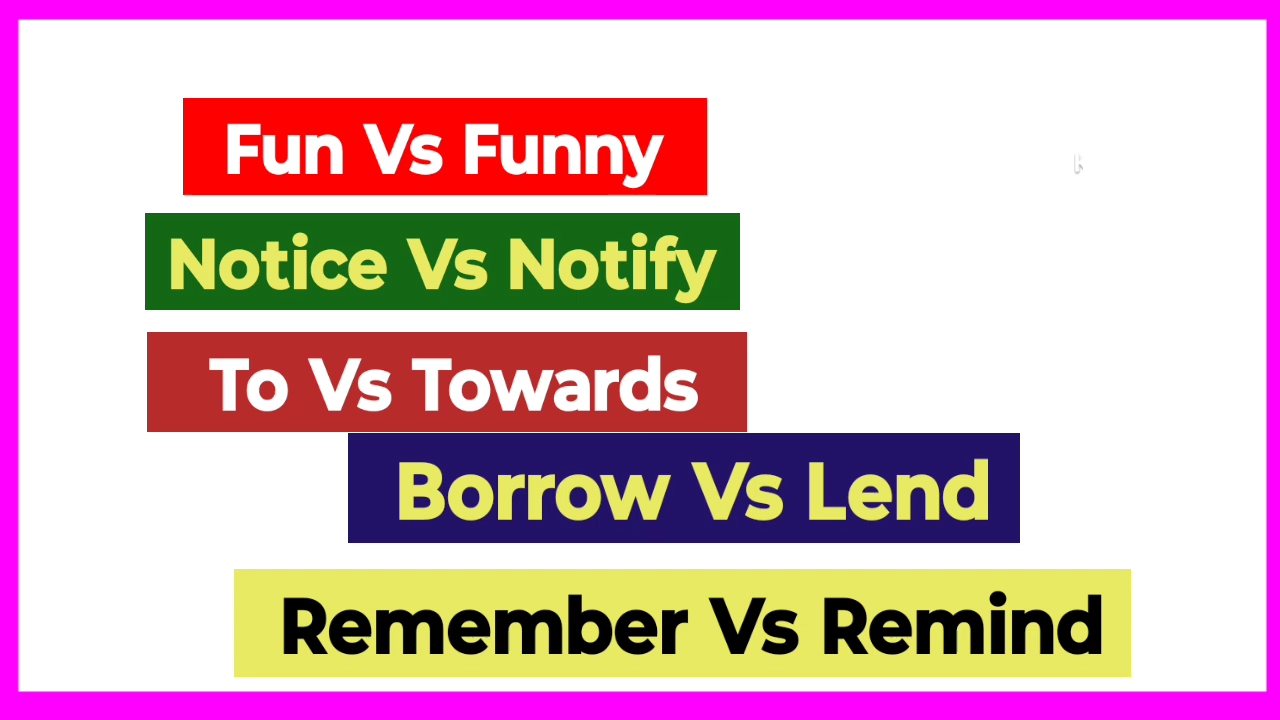 Fun Vs Funny
Notice Vs Notify
To Vs Towards
Borrow Vs Lend
Remember Vs Remind